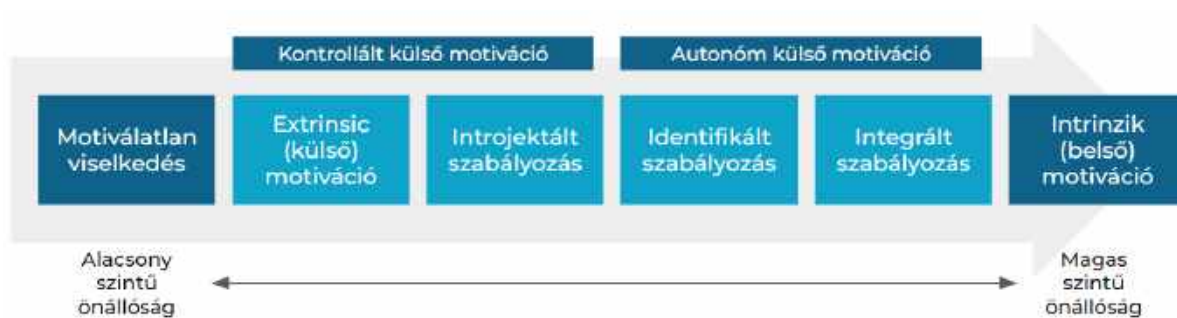 Kontrollált külső motiváció
Autonóm külső motiváció
Motiválatlan
viselkedés
Extrinsic
(külső)
motiváció
Introjektált
szabályozás
Identifikált
szabályozás
Integrált
szabályozás
Intrinzik
(belső)
motiváció
Alacsony
szintű
önállóság
Magas
szintű
önállóság